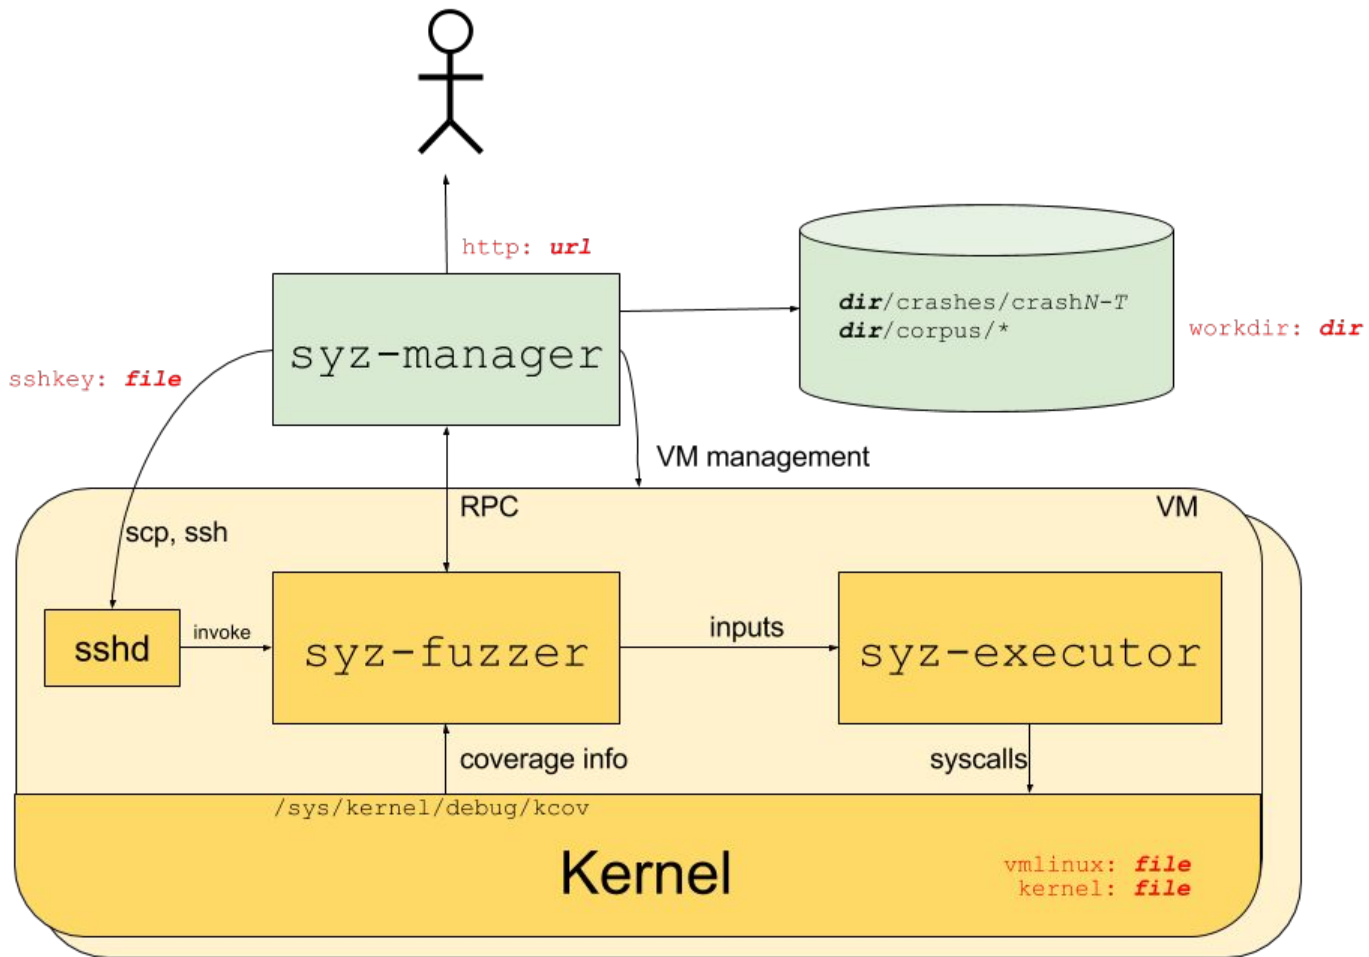 http: url
dir/crashes/crashN-T
dir/corpus/*
workdir: dir
syz-manager
sshkey: file
VM management
RPC
VM
scp, ssh
sshd
invoke
syz-fuzzer
inputs
syz-executor
coverage info
syscalls
/sys/kernel/debug/kcov
Kernel
vmlinux: file
kernel: file